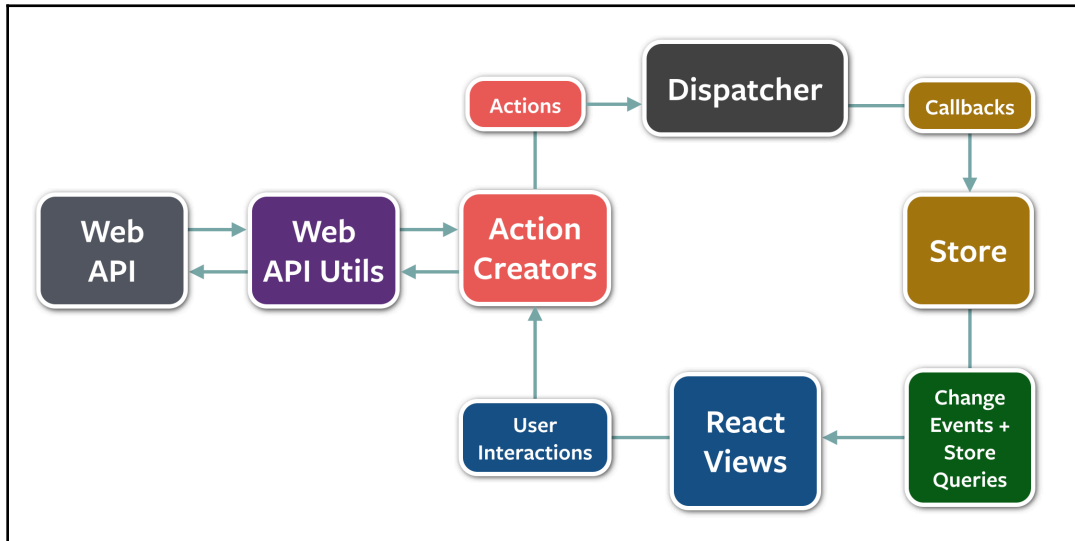 Dispatcher
Actions
Callbacks
Web
API
Web
API Utils
Action
Creators
Store
User
Interactions
React
Views
Change
Events +
Store
Queries